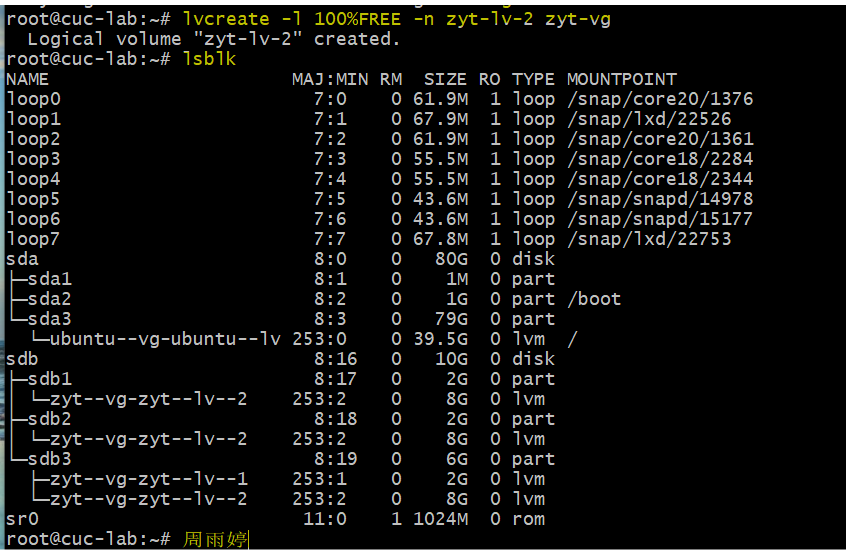 root@cuc-lab:~# lvcreate -l 100%FREE -n zyt-lv-2 zyt-vg
  Logical volume "zyt-lv-2" created.
root@cuc-lab:~# lsblk
NAME                      MAJ:MIN RM  SIZE RO TYPE MOUNTPOINT
loop0                       7:0    0 61.9M  1 loop /snap/core20/1376
loop1                       7:1    0 67.9M  1 loop /snap/lxd/22526
loop2                       7:2    0 61.9M  1 loop /snap/core20/1361
loop3                       7:3    0 55.5M  1 loop /snap/core18/2284
loop4                       7:4    0 55.5M  1 loop /snap/core18/2344
loop5                       7:5    0 43.6M  1 loop /snap/snapd/14978
loop6                       7:6    0 43.6M  1 loop /snap/snapd/15177
loop7                       7:7    0 67.8M  1 loop /snap/lxd/22753
sda                         8:0    0   80G  0 disk
├─sda1                      8:1    0    1M  0 part
├─sda2                      8:2    0    1G  0 part /boot
└─sda3                      8:3    0   79G  0 part
  └─ubuntu--vg-ubuntu--lv 253:0    0 39.5G  0 lvm  /
sdb                         8:16   0   10G  0 disk
├─sdb1                      8:17   0    2G  0 part
│ └─zyt--vg-zyt--lv--2    253:2    0    8G  0 lvm
├─sdb2                      8:18   0    2G  0 part
│ └─zyt--vg-zyt--lv--2    253:2    0    8G  0 lvm
└─sdb3                      8:19   0    6G  0 part
  ├─zyt--vg-zyt--lv--1    253:1    0    2G  0 lvm
  └─zyt--vg-zyt--lv--2    253:2    0    8G  0 lvm
sr0                        11:0    1 1024M  0 rom
root@cuc-lab:~# 周雨婷